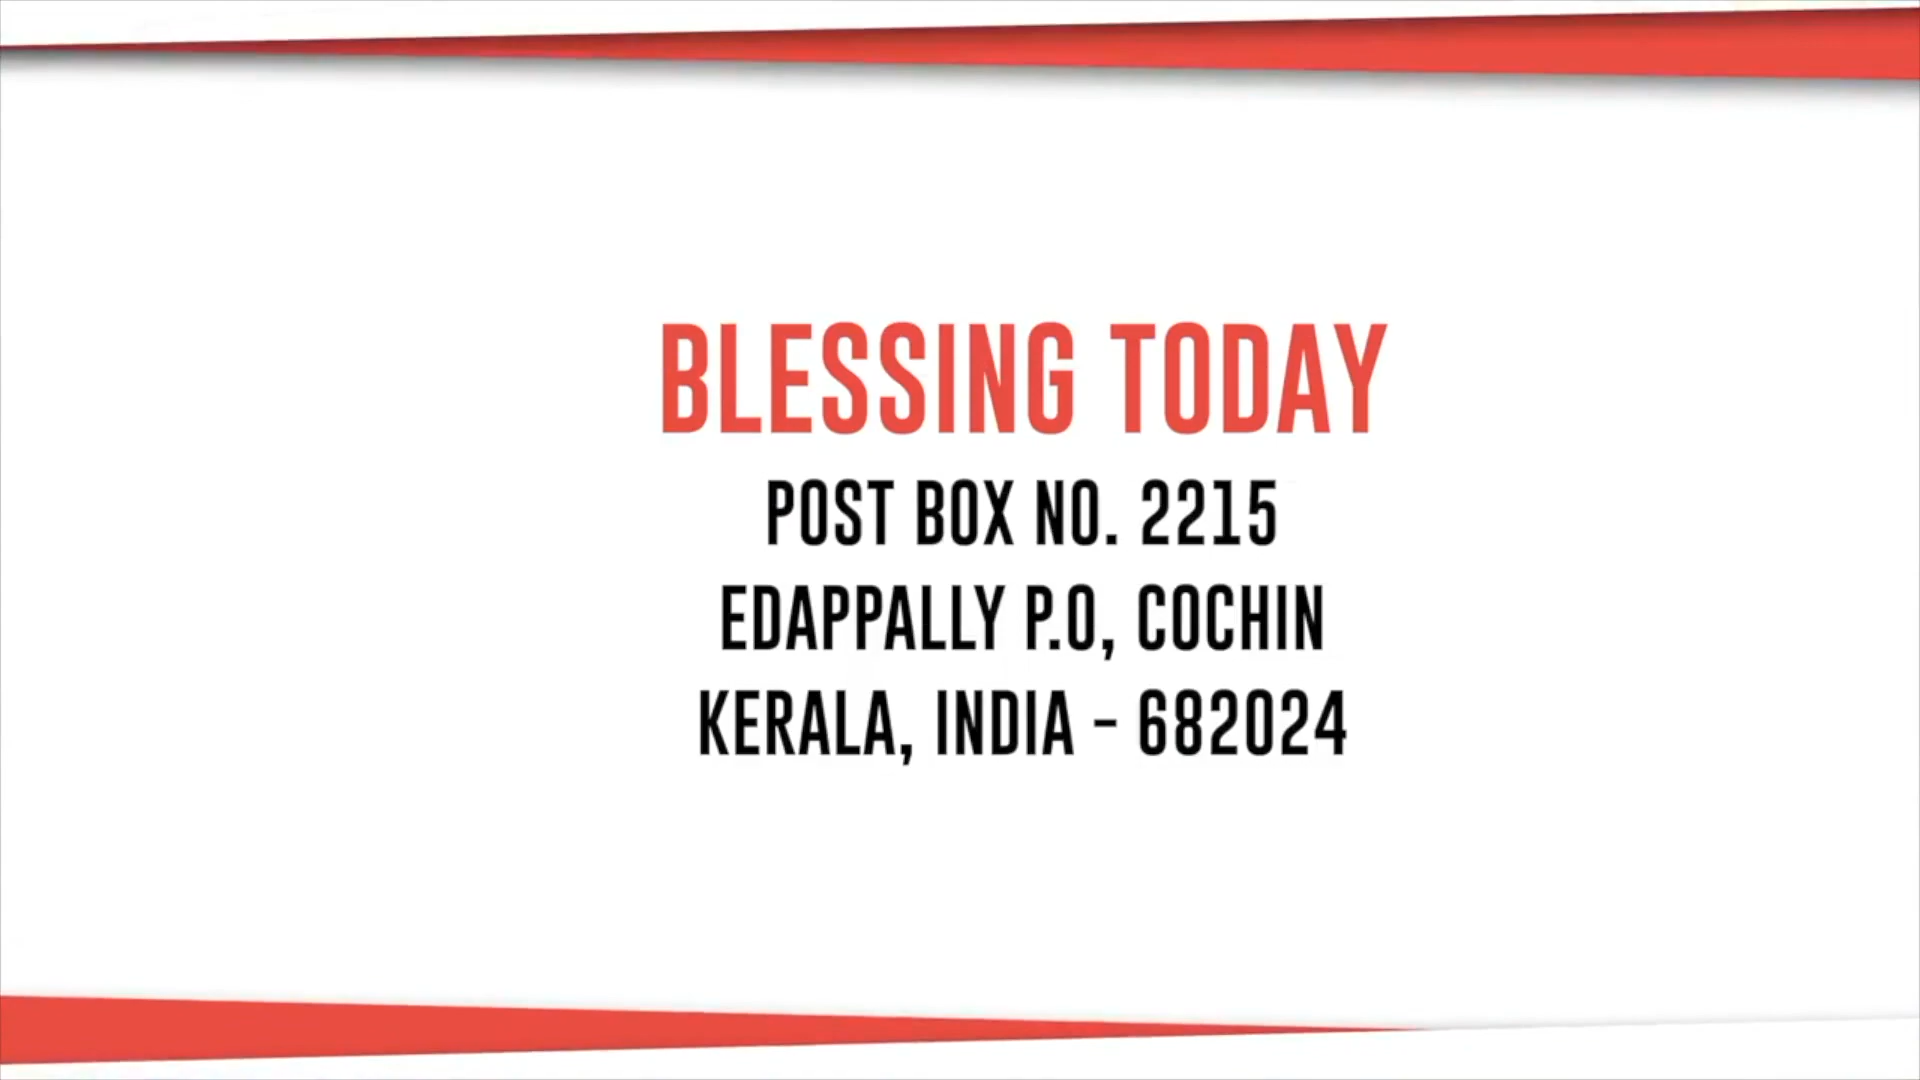 BLESSING TODAY
POST BOX NO. 2215
EDAPPALLY P.O, COCHIN
KERALA, INDIA - 682024